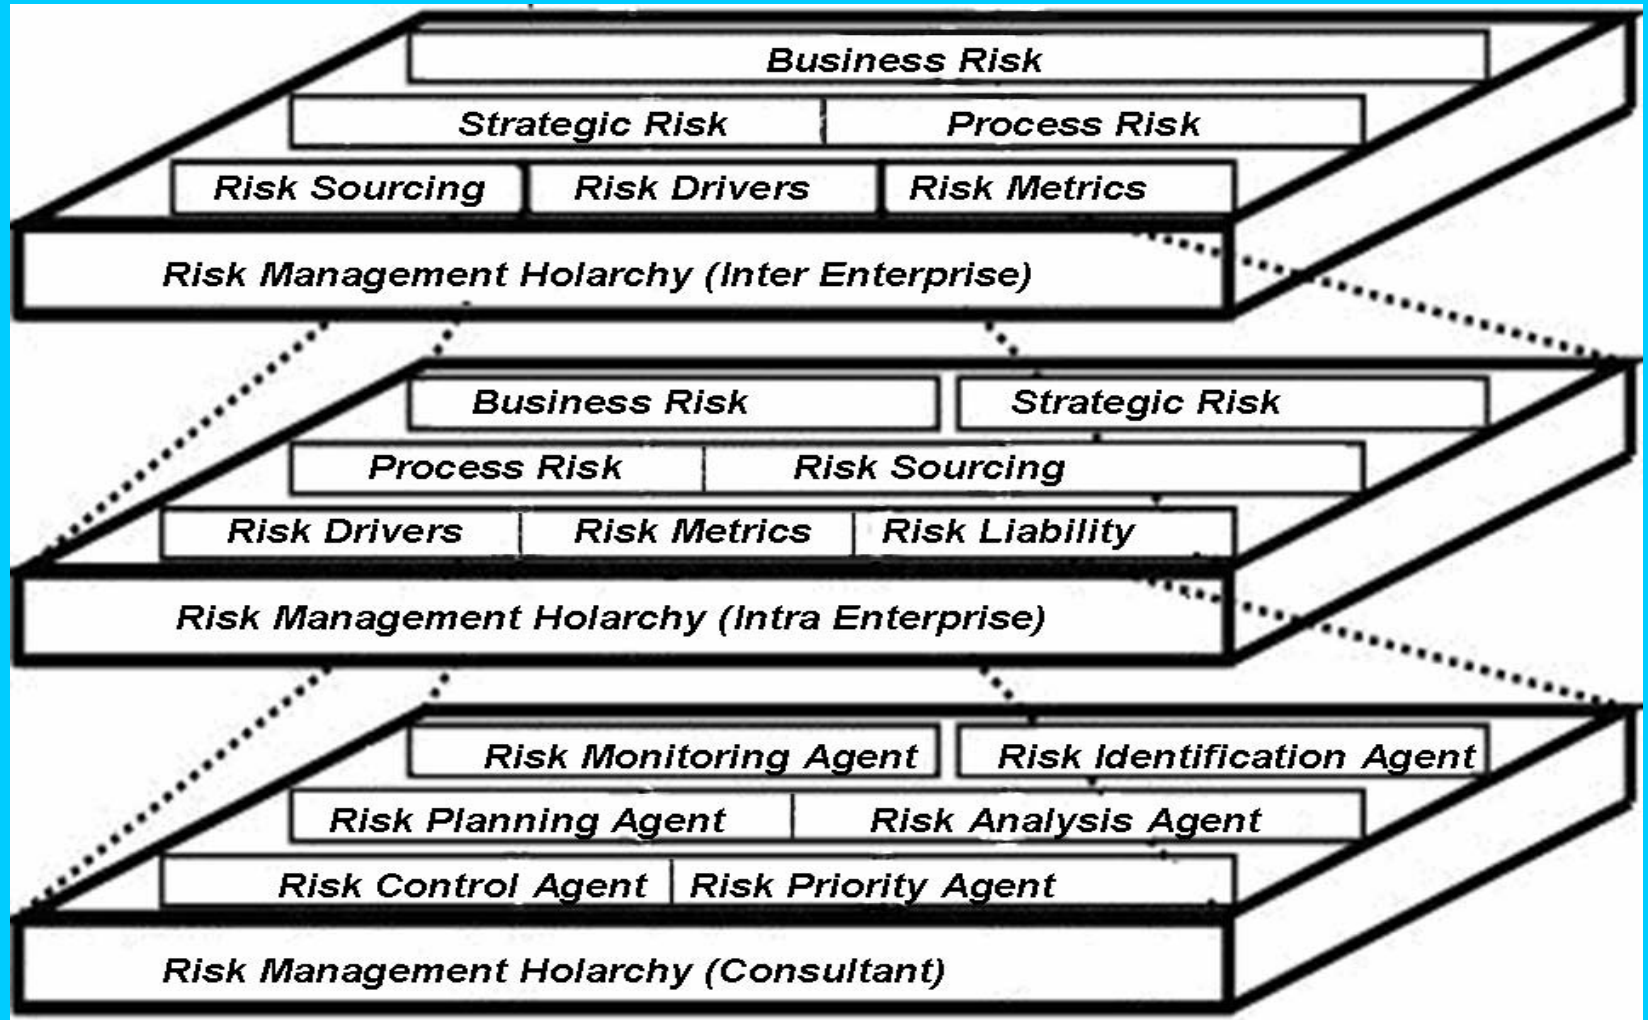 Business Risk
Strategic Risk Process Risk
Risk Sourcing Risk Drivers Risk Metrics
Risk Management Holarchy (Inter Enterprise)
Business Risk Strategic Risk
Process Risk Risk Sourcing
Risk Drivers Risk Metrics Risk Liability
Risk Management Holarchy (Intra Enterprise)
Risk Monitoring Agent Risk Identification Agent
Risk Planning Agent Risk Analysis Agent
Risk Control Agent Risk Priority Agent
Risk Management Holarchy (Consultant)